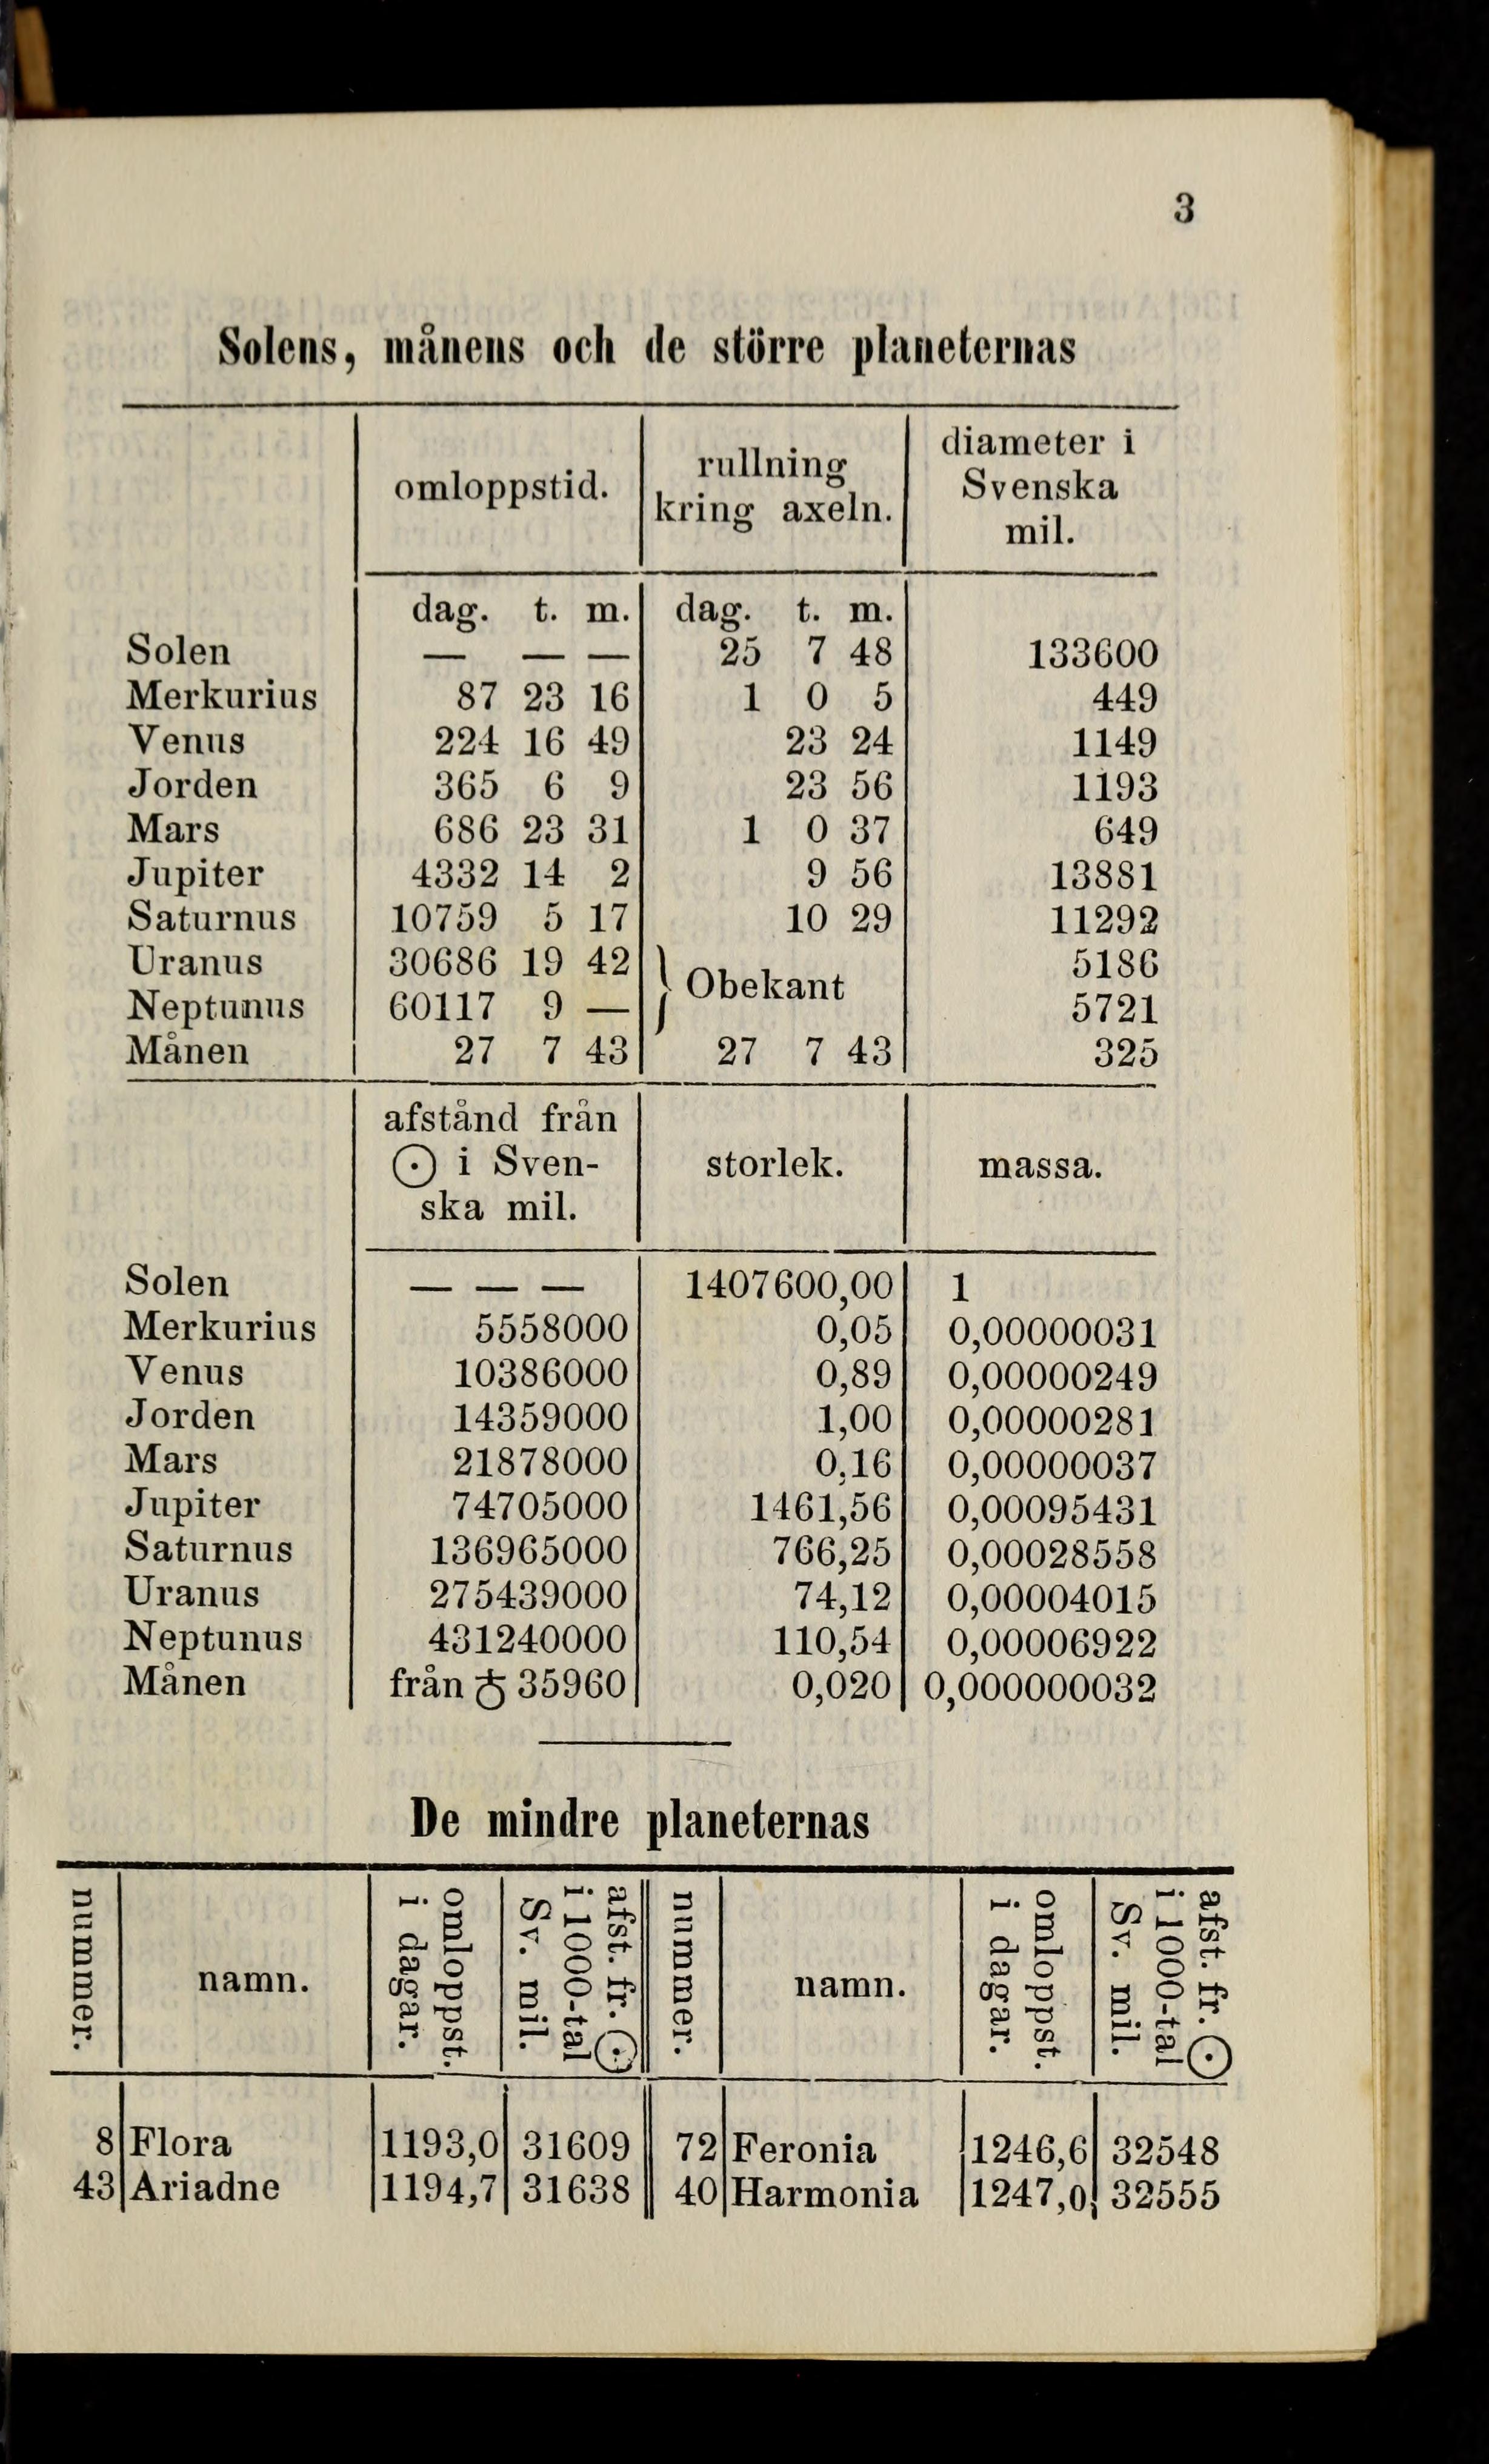 3
Solens, månens och de större planeternas
omloppstid. rullning kring axeln. diameter i Svenska mil.
dag. t. m. dag. t. m.
Solen — — — 25 7 48 133600
Merkurius 87 23 16 1 0 5 449
Venus 224 16 49 23 24 1149
Jorden 365 6 9 23 56 1193
Mars 686 23 31 1 0 37 649
Jupiter 4332 14 2 9 56 13881
Saturnus 10759 5 17 10 29 11292
Uranus 30686 19 42 } Obekant 5186
Neptunus 60117 9 — 5721
Månen 27 7 43 27 7 43 325
afstånd från ☉ i Sven-ska mil. storlek. massa.
Solen — — — 1407600,00 1
Merkurius 5558000 0,05 0,00000031
Venus 10386000 0,89 0,00000249
Jorden 14359000 1,00 0,00000281
Mars 21878000 0,16 0,00000037
Jupiter 74705000 1461,56 0,00095431
Saturnus 136965000 766,25 0,00028558
Uranus 275439000 74,12 0,00004015
Neptunus 431240000 110,54 0,00006922
Månen från ♁ 35960 0,020 0,000000032
De mindre planeternas
nummer. namn. omloppst. i dagar. afst. fr. ☉ i 1000-tal Sv. mil. nummer. namn. omloppst. i dagar. afst. fr. ☉ i 1000-tal Sv. mil.
8 Flora 1193,0 31609 72 Feronia 1246,6 32548
43 Ariadne 1194,7 31638 40 Harmonia 1247,0 32555